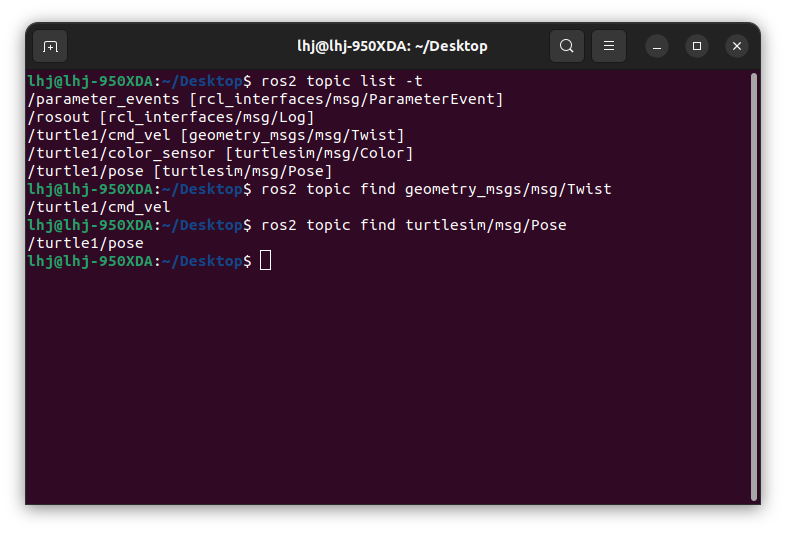 lhj@lhj-950XDA: ~/Desktop
lhj@lhj-950XDA:~/Desktop$ ros2 topic list -t
/parameter_events [rcl_interfaces/msg/ParameterEvent]
/rosout [rcl_interfaces/msg/Log]
/turtle1/cmd_vel [geometry_msgs/msg/Twist]
/turtle1/color_sensor [turtlesim/msg/Color]
/turtle1/pose [turtlesim/msg/Pose]
lhj@lhj-950XDA:~/Desktop$ ros2 topic find geometry_msgs/msg/Twist
/turtle1/cmd_vel
lhj@lhj-950XDA:~/Desktop$ ros2 topic find turtlesim/msg/Pose
/turtle1/pose
lhj@lhj-950XDA:~/Desktop$